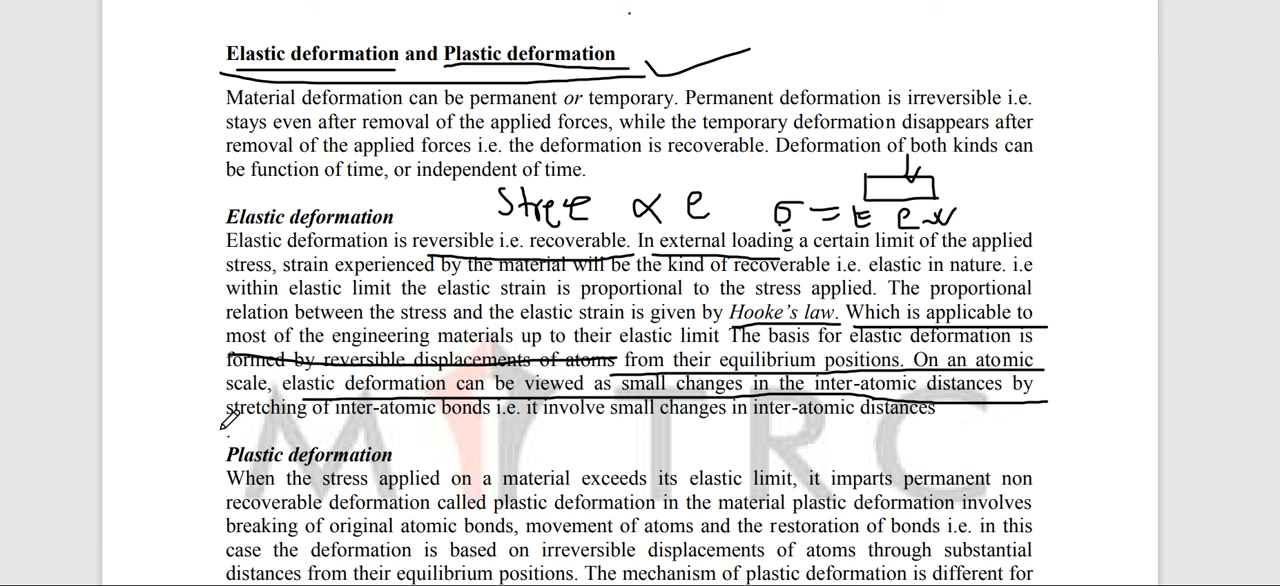 Elastic deformation and Plastic deformation
Material deformation can be permanent or temporary. Permanent deformation is irreversible i.e.
stays even after removal of the applied forces, while the temporary deformation disappears after
removal of the applied forces i.e. the deformation is recoverable. Deformation of both kinds can
be function of time, or independent of time.
∝ e
σ = E e
Elastic deformation
Elastic deformation is reversible i.e. recoverable. In external loading a certain limit of the applied
stress, strain experienced by the material will be the kind of recoverable i.e. elastic in nature. i.e
within elastic limit the elastic strain is proportional to the stress applied. The proportional
relation between the stress and the elastic strain is given by Hooke's law. Which is applicable to
most of the engineering materials up to their elastic limit The basis for elastic deformation is
formed by reversible displacements of atoms from their equilibrium positions. On an atomic
scale, elastic deformation can be viewed as small changes in the inter-atomic distances by
stretching of inter-atomic bonds i.e. it involve small changes in inter-atomic distances
.
MTRC
Plastic deformation
When the stress applied on a material exceeds its elastic limit, it imparts permanent non
recoverable deformation called plastic deformation in the material plastic deformation involves
breaking of original atomic bonds, movement of atoms and the restoration of bonds i.e. in this
case the deformation is based on irreversible displacements of atoms through substantial
distances from their equilibrium positions. The mechanism of plastic deformation is different for